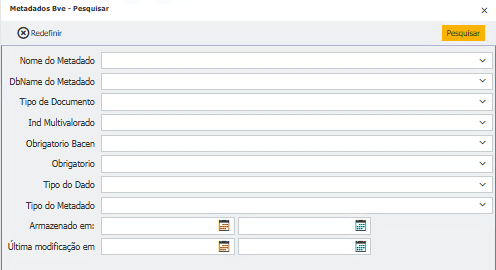 Metadados Bve - Pesquisar
Redefinir Pesquisar
Nome do Metadado
DbName do Metadado
Tipo de Documento
Ind Multivalorado
Obrigatorio Bacen
Obrigatorio
Tipo do Dado
Tipo do Metadado
Armazenado em:
Última modificação em